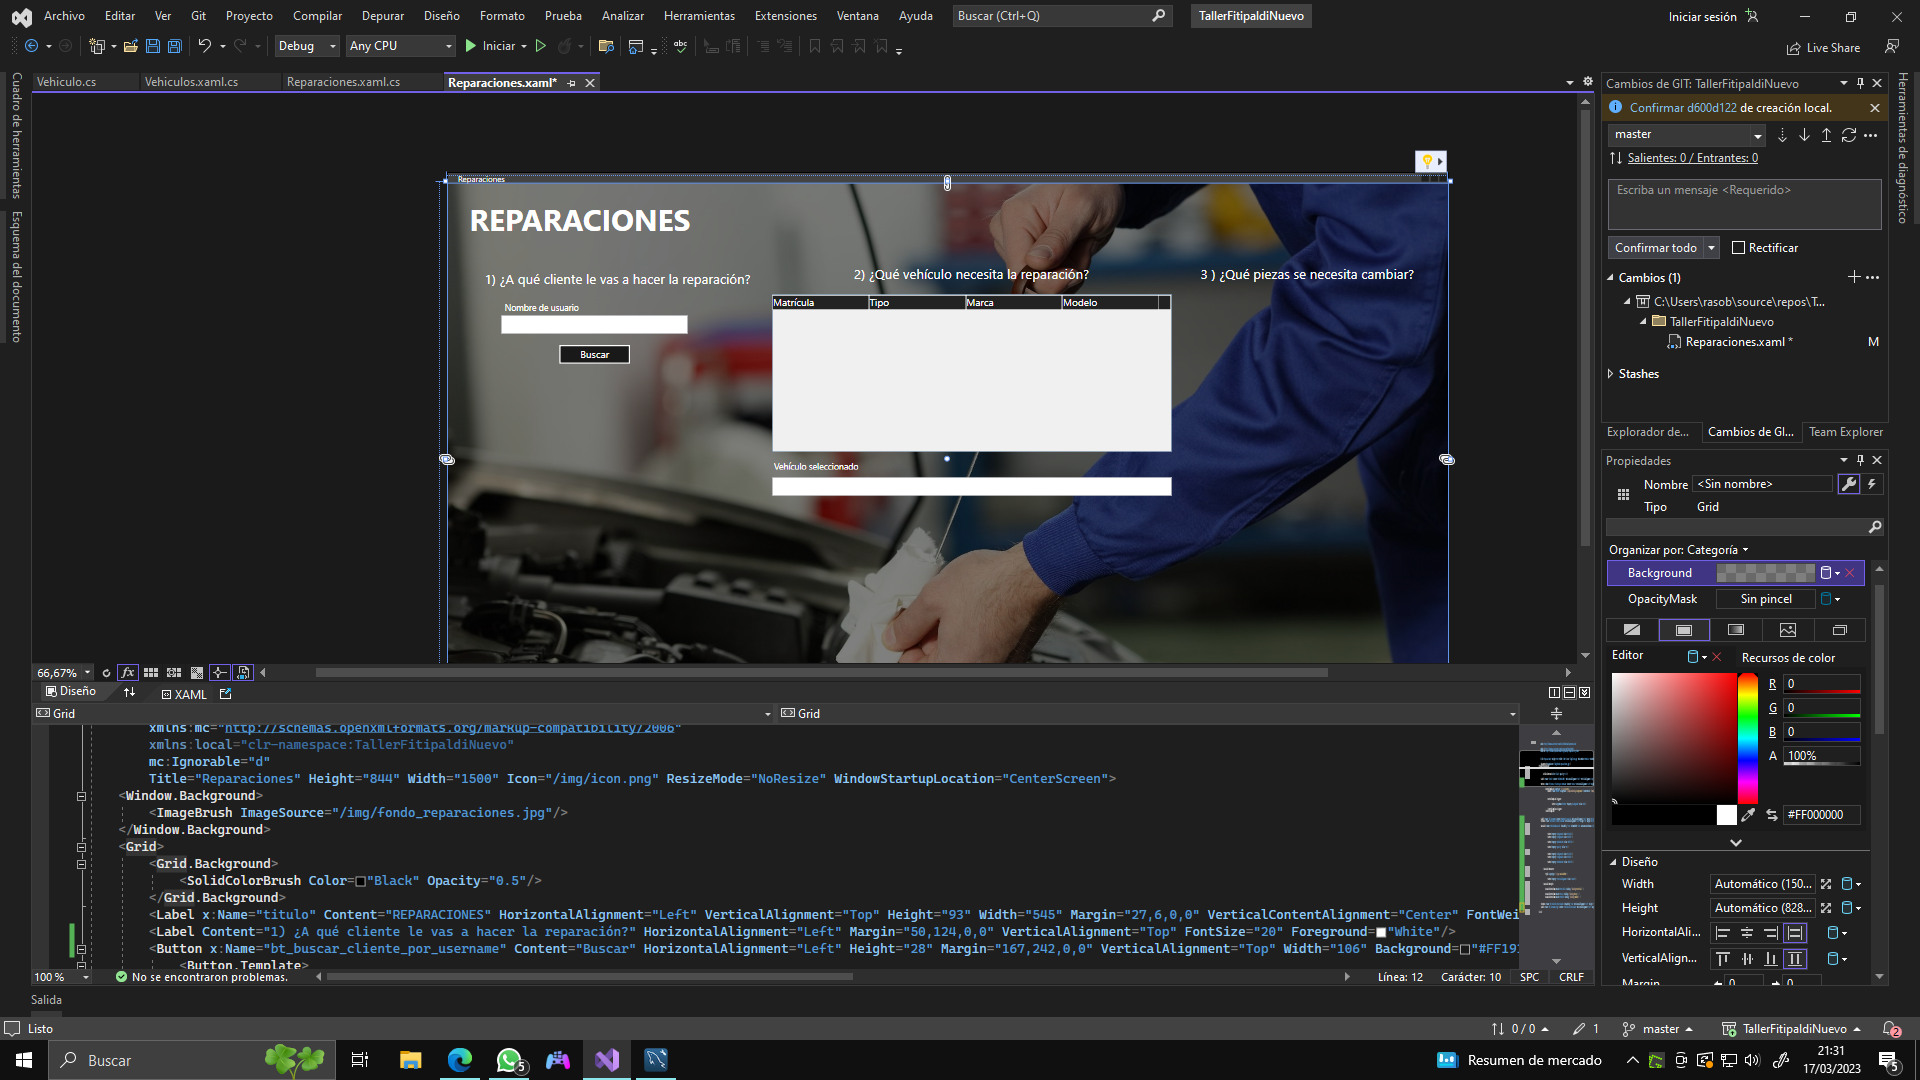 Archivo Editar Ver Git Proyecto Compilar Depurar Diseño Formato Prueba Analizar Herramientas Extensiones Ventana Ayuda Buscar (Ctrl+Q) TallerFitipaldiNuevo Iniciar sesión
Debug Any CPU Iniciar Live Share
Vehiculo.cs Vehiculos.xaml.cs Reparaciones.xaml.cs Reparaciones.xaml*
Cuadro de herramientas
Esquema del documento
Reparaciones
REPARACIONES
1) ¿A qué cliente le vas a hacer la reparación?
Nombre de usuario
Buscar
2) ¿Qué vehículo necesita la reparación?
Matrícula Tipo Marca Modelo
Vehículo seleccionado
3 ) ¿Qué piezas se necesita cambiar?
66,67%
Diseño XAML
Grid Grid
xmlns:mc="http://schemas.openxmlformats.org/markup-compatibility/2006"
xmlns:local="clr-namespace:TallerFitipaldiNuevo"
mc:Ignorable="d"
Title="Reparaciones" Height="844" Width="1500" Icon="/img/icon.png" ResizeMode="NoResize" WindowStartupLocation="CenterScreen">
<Window.Background>
<ImageBrush ImageSource="/img/fondo_reparaciones.jpg"/>
</Window.Background>
<Grid>
<Grid.Background>
<SolidColorBrush Color="Black" Opacity="0.5"/>
</Grid.Background>
<Label x:Name="titulo" Content="REPARACIONES" HorizontalAlignment="Left" VerticalAlignment="Top" Height="93" Width="545" Margin="27,6,0,0" VerticalContentAlignment="Center" FontWei
<Label Content="1) ¿A qué cliente le vas a hacer la reparación?" HorizontalAlignment="Left" Margin="50,124,0,0" VerticalAlignment="Top" FontSize="20" Foreground="White"/>
<Button x:Name="bt_buscar_cliente_por_username" Content="Buscar" HorizontalAlignment="Left" Height="28" Margin="167,242,0,0" VerticalAlignment="Top" Width="106" Background="#FF191
<Button.Template>
100 % No se encontraron problemas. Línea: 12 Carácter: 10 SPC CRLF
Salida
Cambios de GIT: TallerFitipaldiNuevo
Confirmar d600d122 de creación local.
master
Salientes: 0 / Entrantes: 0
Escriba un mensaje <Requerido>
Confirmar todo Rectificar
Cambios (1)
C:\Users\rasob\source\repos\T...
TallerFitipaldiNuevo
Reparaciones.xaml * M
Stashes
Explorador de... Cambios de GI... Team Explorer
Propiedades
Nombre <Sin nombre>
Tipo Grid
Organizar por: Categoría
Background
OpacityMask Sin pincel
Editor Recursos de color
R 0
G 0
B 0
A 100%
#FF000000
Diseño
Width Automático (150...
Height Automático (828...
HorizontalAli...
VerticalAlign...
Margin 0 0
Herramientas de diagnóstico
Listo 0 / 0 1 master TallerFitipaldiNuevo 2
Buscar 5 Resumen de mercado 21:31
17/03/2023 5